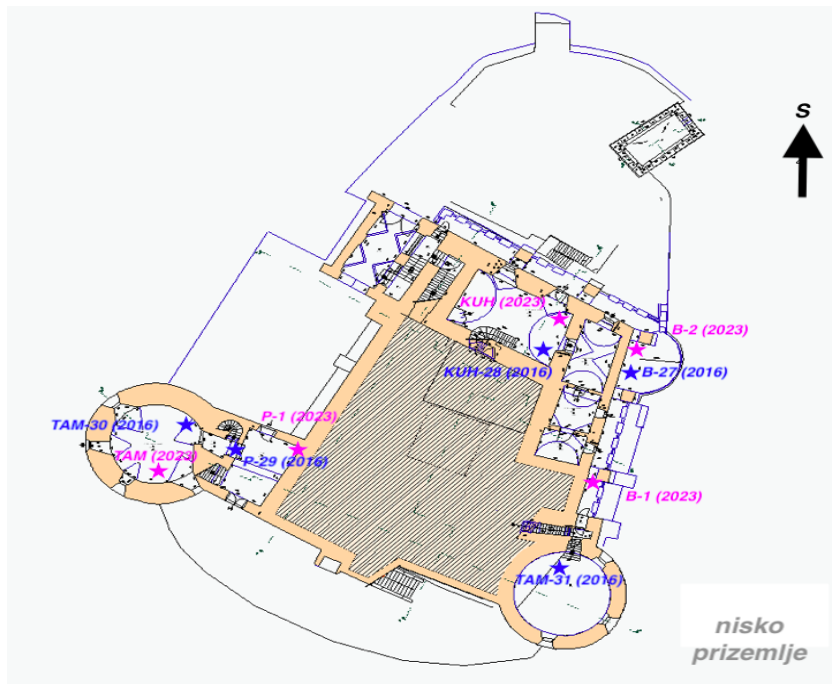 S
KUH (2023)
B-2 (2023)
KUH-28 (2016)
B-27 (2016)
P-1 (2023)
TAM-30 (2016)
TAM (2023)
P-29 (2016)
B-1 (2023)
TAM-31 (2016)
nisko
prizemlje